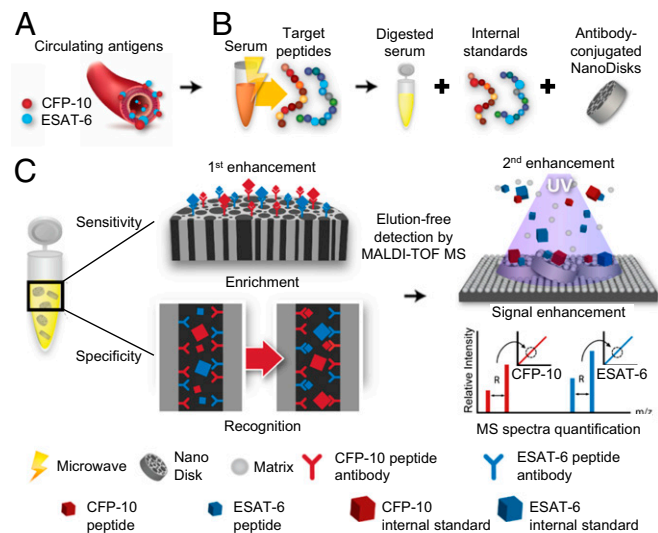 A
Circulating antigens
CFP-10
ESAT-6
B
Serum
Target
peptides
Digested
serum
Internal
standards
Antibody-
conjugated
NanoDisks
C
Sensitivity
Specificity
1st enhancement
Enrichment
Recognition
Elution-free
detection by
MALDI-TOF MS
2nd enhancement
UV
Signal enhancement
Relative Intensity
R
CFP-10
R
ESAT-6
m/z
MS spectra quantification
Microwave
Nano
Disk
Matrix
CFP-10 peptide
antibody
ESAT-6 peptide
antibody
CFP-10
peptide
ESAT-6
peptide
CFP-10
internal standard
ESAT-6
internal standard